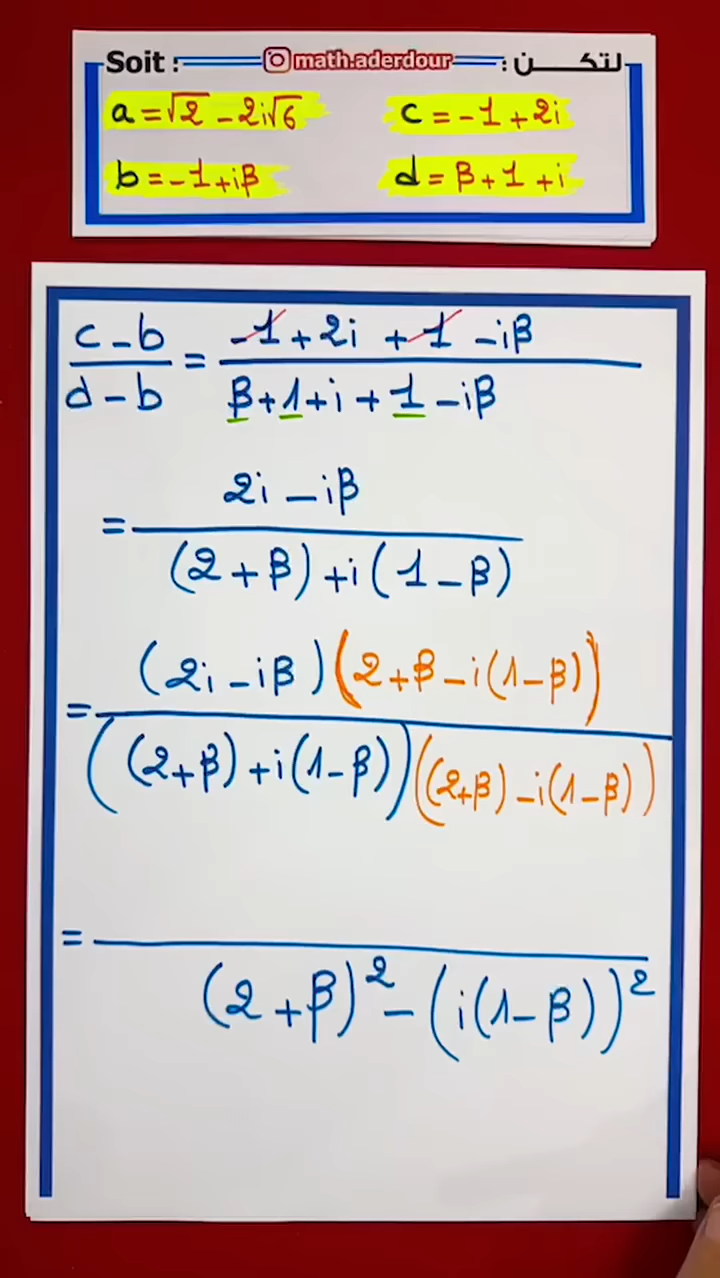 Soit : math.aderdour لتكن :
a = √2 - 2i√6 c = -1 + 2i
b = -1 + iβ d = β + 1 + i
(c - b)/(d - b) = (-1 + 2i + 1 - iβ)/(β + 1 + i + 1 - iβ)
= (2i - iβ)/((2 + β) + i(1 - β))
= ((2i - iβ)(2 + β - i(1 - β)))/(((2 + β) + i(1 - β))((2 + β) - i(1 - β)))
= /((2 + β)² - (i(1 - β))²)